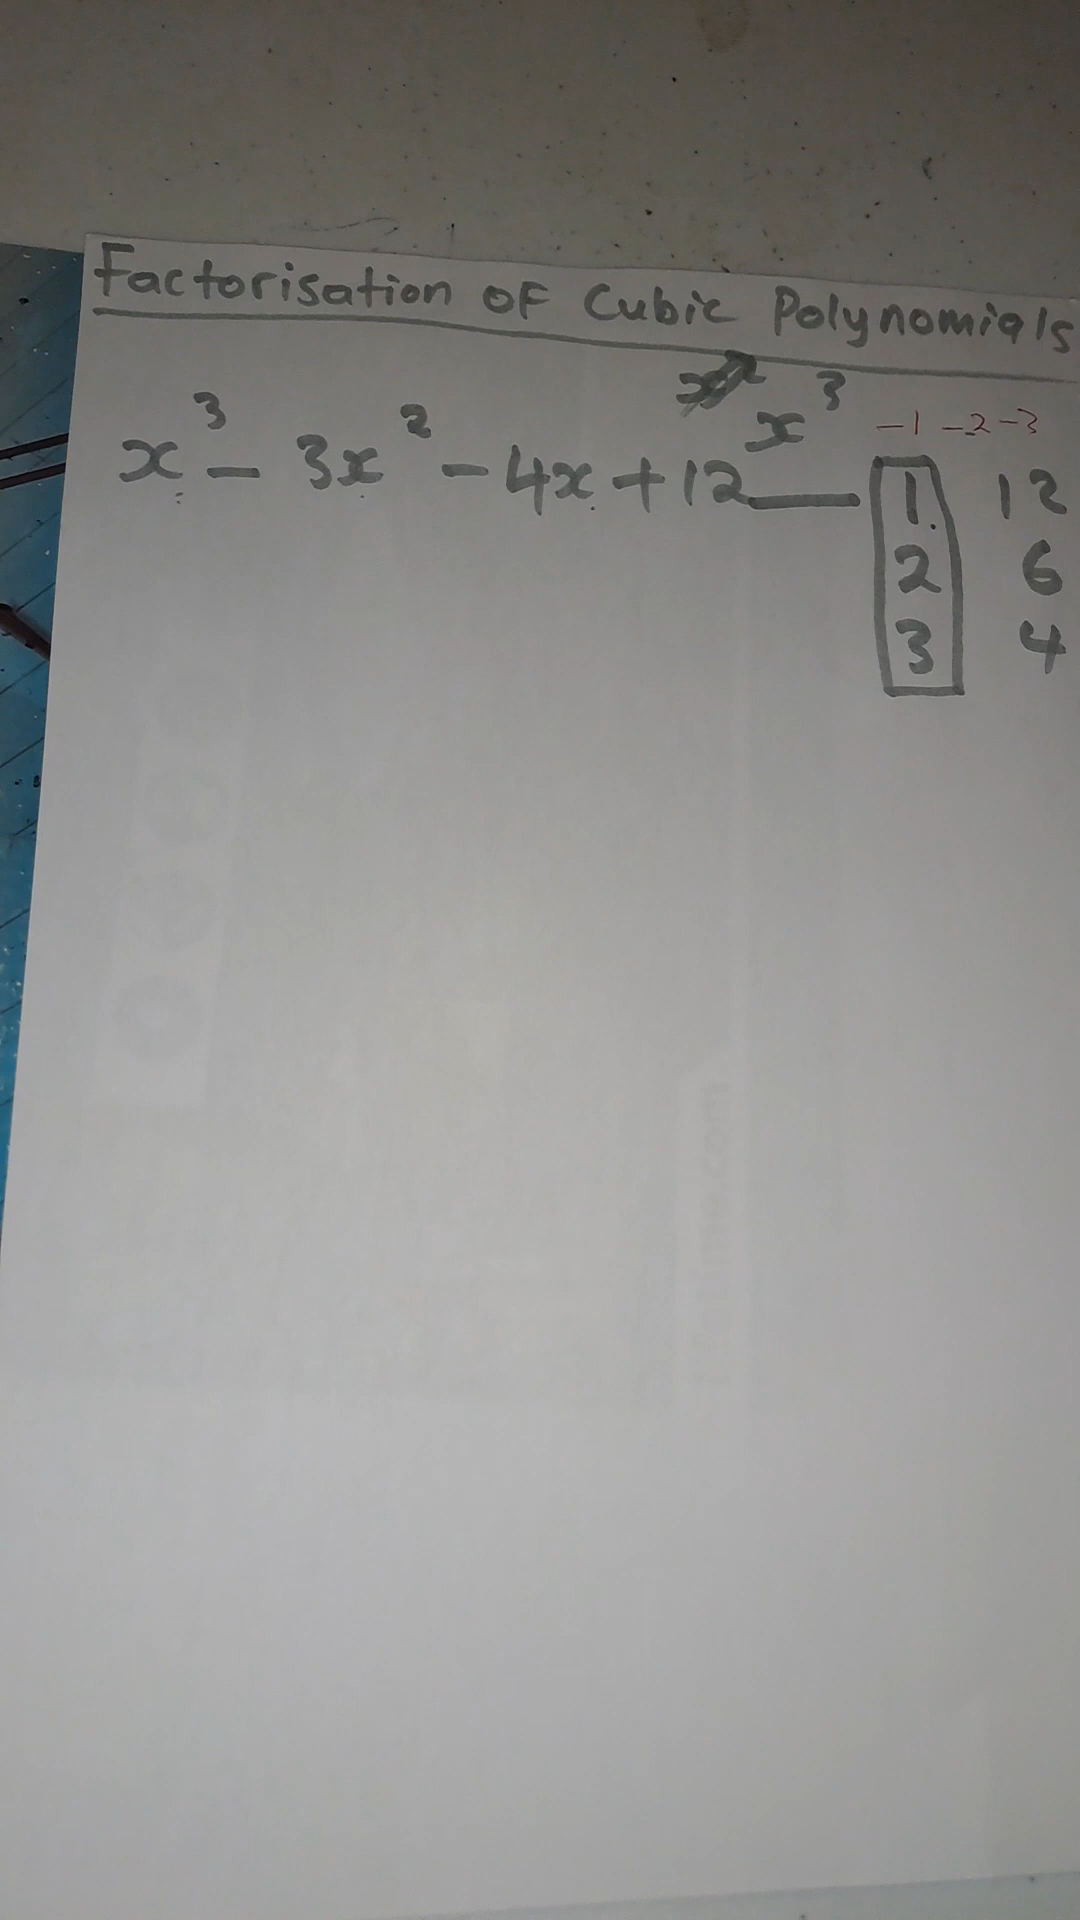 Factorisation of Cubic Polynomials
x³ - 3x² - 4x + 12 — x³ -1 -2 -3
1 12
2 6
3 4